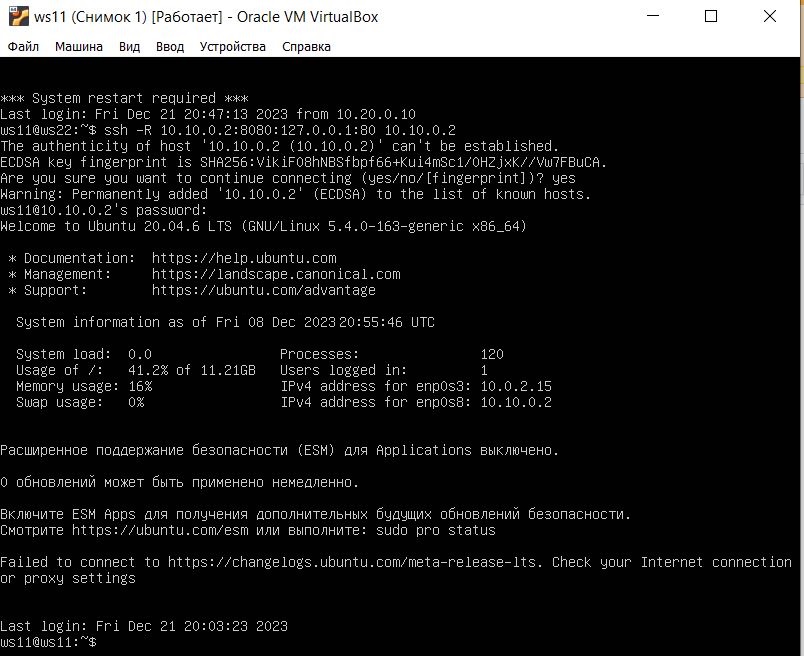 ws11 (Снимок 1) [Работает] - Oracle VM VirtualBox
Файл Машина Вид Ввод Устройства Справка
*** System restart required ***
Last login: Fri Dec 21 20:47:13 2023 from 10.20.0.10
ws11@ws22:~$ ssh -R 10.10.0.2:8080:127.0.0.1:80 10.10.0.2
The authenticity of host '10.10.0.2 (10.10.0.2)' can't be established.
ECDSA key fingerprint is SHA256:VikiF08hNBSfbpf66+Kui4mSc1/OHZjxK//Vw7FBuCA.
Are you sure you want to continue connecting (yes/no/[fingerprint])? yes
Warning: Permanently added '10.10.0.2' (ECDSA) to the list of known hosts.
ws11@10.10.0.2's password:
Welcome to Ubuntu 20.04.6 LTS (GNU/Linux 5.4.0-163-generic x86_64)
* Documentation: https://help.ubuntu.com
* Management: https://landscape.canonical.com
* Support: https://ubuntu.com/advantage
System information as of Fri 08 Dec 2023 20:55:46 UTC
System load: 0.0 Processes: 120
Usage of /: 41.2% of 11.21GB Users logged in: 1
Memory usage: 16% IPv4 address for enp0s3: 10.0.2.15
Swap usage: 0% IPv4 address for enp0s8: 10.10.0.2
Расширенное поддержание безопасности (ESM) для Applications выключено.
0 обновлений может быть применено немедленно.
Включите ESM Apps для получения дополнительных будущих обновлений безопасности.
Смотрите https://ubuntu.com/esm или выполните: sudo pro status
Failed to connect to https://changelogs.ubuntu.com/meta-release-lts. Check your Internet connection
or proxy settings
Last login: Fri Dec 21 20:03:23 2023
ws11@ws11:~$